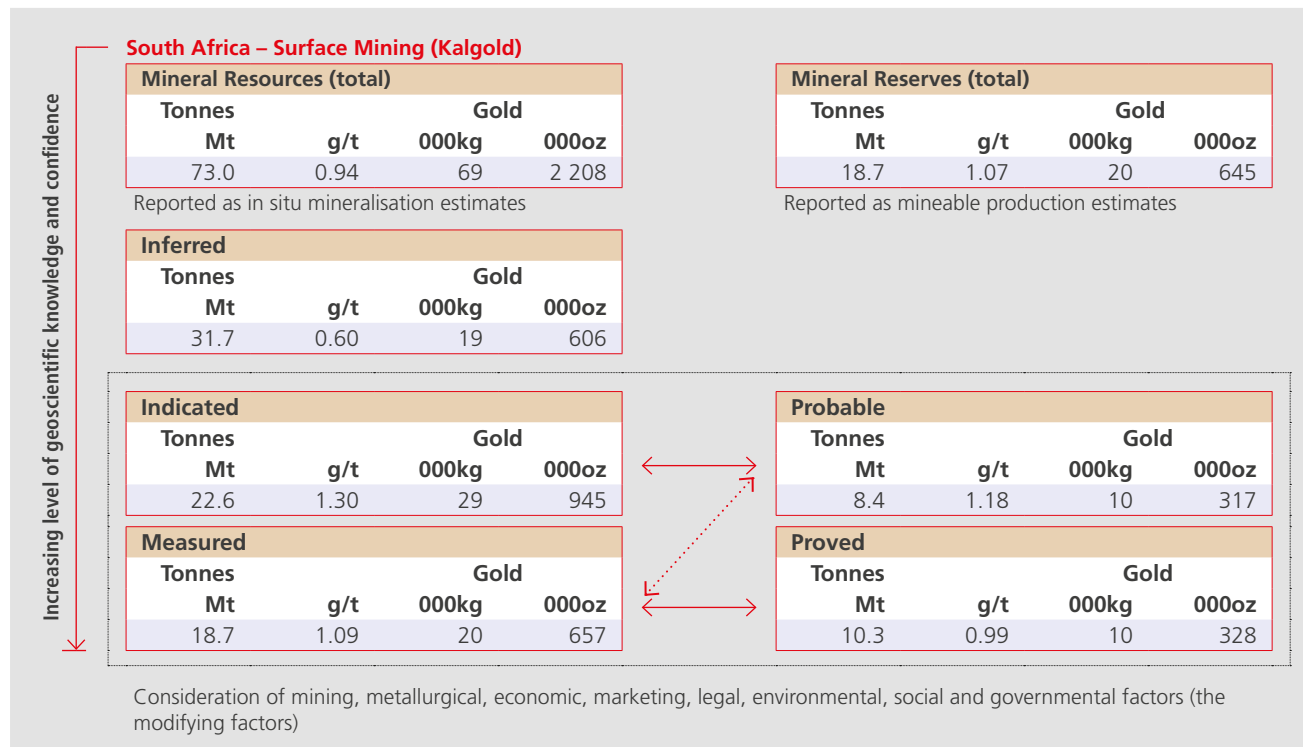 South Africa – Surface Mining (Kalgold)
Increasing level of geoscientific knowledge and confidence
Mineral Resources (total)
Tonnes Gold
Mt g/t 000kg 000oz
73.0 0.94 69 2 208
Reported as in situ mineralisation estimates
Mineral Reserves (total)
Tonnes Gold
Mt g/t 000kg 000oz
18.7 1.07 20 645
Reported as mineable production estimates
Inferred
Tonnes Gold
Mt g/t 000kg 000oz
31.7 0.60 19 606
Indicated
Tonnes Gold
Mt g/t 000kg 000oz
22.6 1.30 29 945
Probable
Tonnes Gold
Mt g/t 000kg 000oz
8.4 1.18 10 317
Measured
Tonnes Gold
Mt g/t 000kg 000oz
18.7 1.09 20 657
Proved
Tonnes Gold
Mt g/t 000kg 000oz
10.3 0.99 10 328
Consideration of mining, metallurgical, economic, marketing, legal, environmental, social and governmental factors (the
modifying factors)